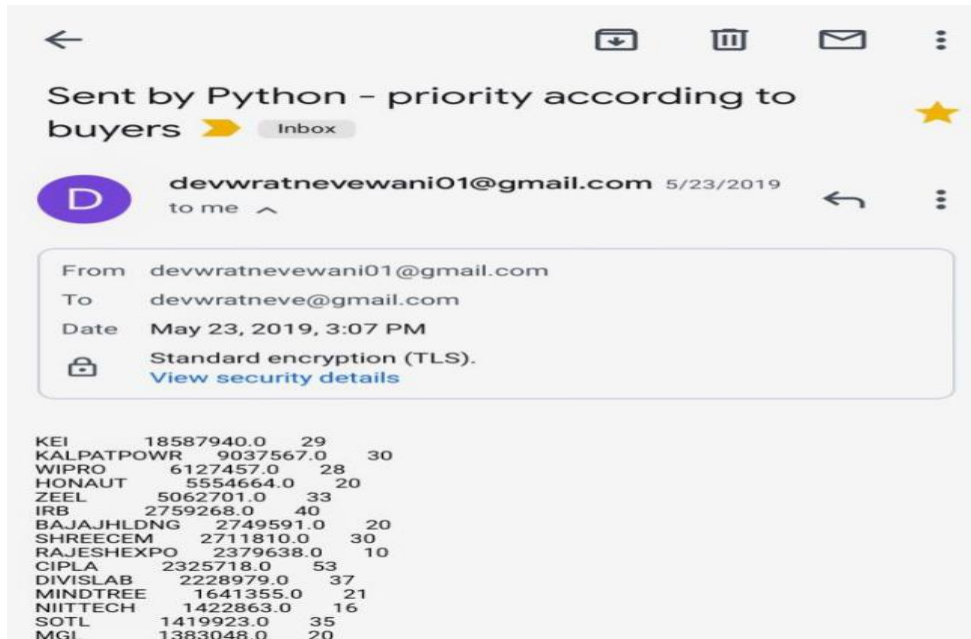 Sent by Python - priority according to
buyers Inbox
D
devwratnevewani01@gmail.com 5/23/2019
to me
From devwratnevewani01@gmail.com
To devwratneve@gmail.com
Date May 23, 2019, 3:07 PM
Standard encryption (TLS).
View security details
KEI 18587940.0 29
KALPATPOWR 9037567.0 30
WIPRO 6127457.0 28
HONAUT 5554664.0 20
ZEEL 5062701.0 33
IRB 2759268.0 40
BAJAJHLDNG 2749591.0 20
SHREECEM 2711810.0 30
RAJESHEXPO 2379638.0 10
CIPLA 2325718.0 53
DIVISLAB 2228979.0 37
MINDTREE 1641355.0 21
NIITTECH 1422863.0 16
SOTL 1419923.0 35
MGL 1383048.0 20